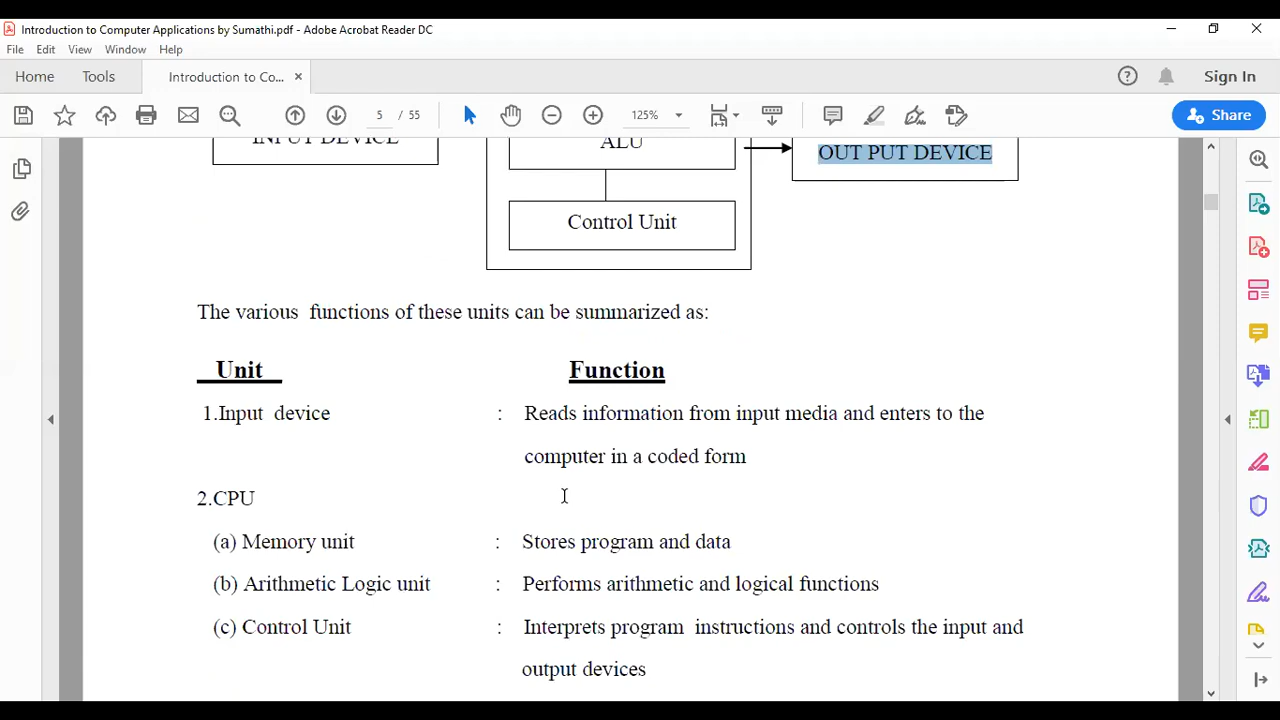 Introduction to Computer Applications by Sumathi.pdf - Adobe Acrobat Reader DC
File Edit View Window Help
Home Tools Introduction to Co... × Sign In
5 / 55 125% Share
INPUT DEVICE ALU OUT PUT DEVICE
Control Unit
The various functions of these units can be summarized as:
Unit Function
1.Input device : Reads information from input media and enters to the
computer in a coded form
2.CPU
(a) Memory unit : Stores program and data
(b) Arithmetic Logic unit : Performs arithmetic and logical functions
(c) Control Unit : Interprets program instructions and controls the input and
output devices